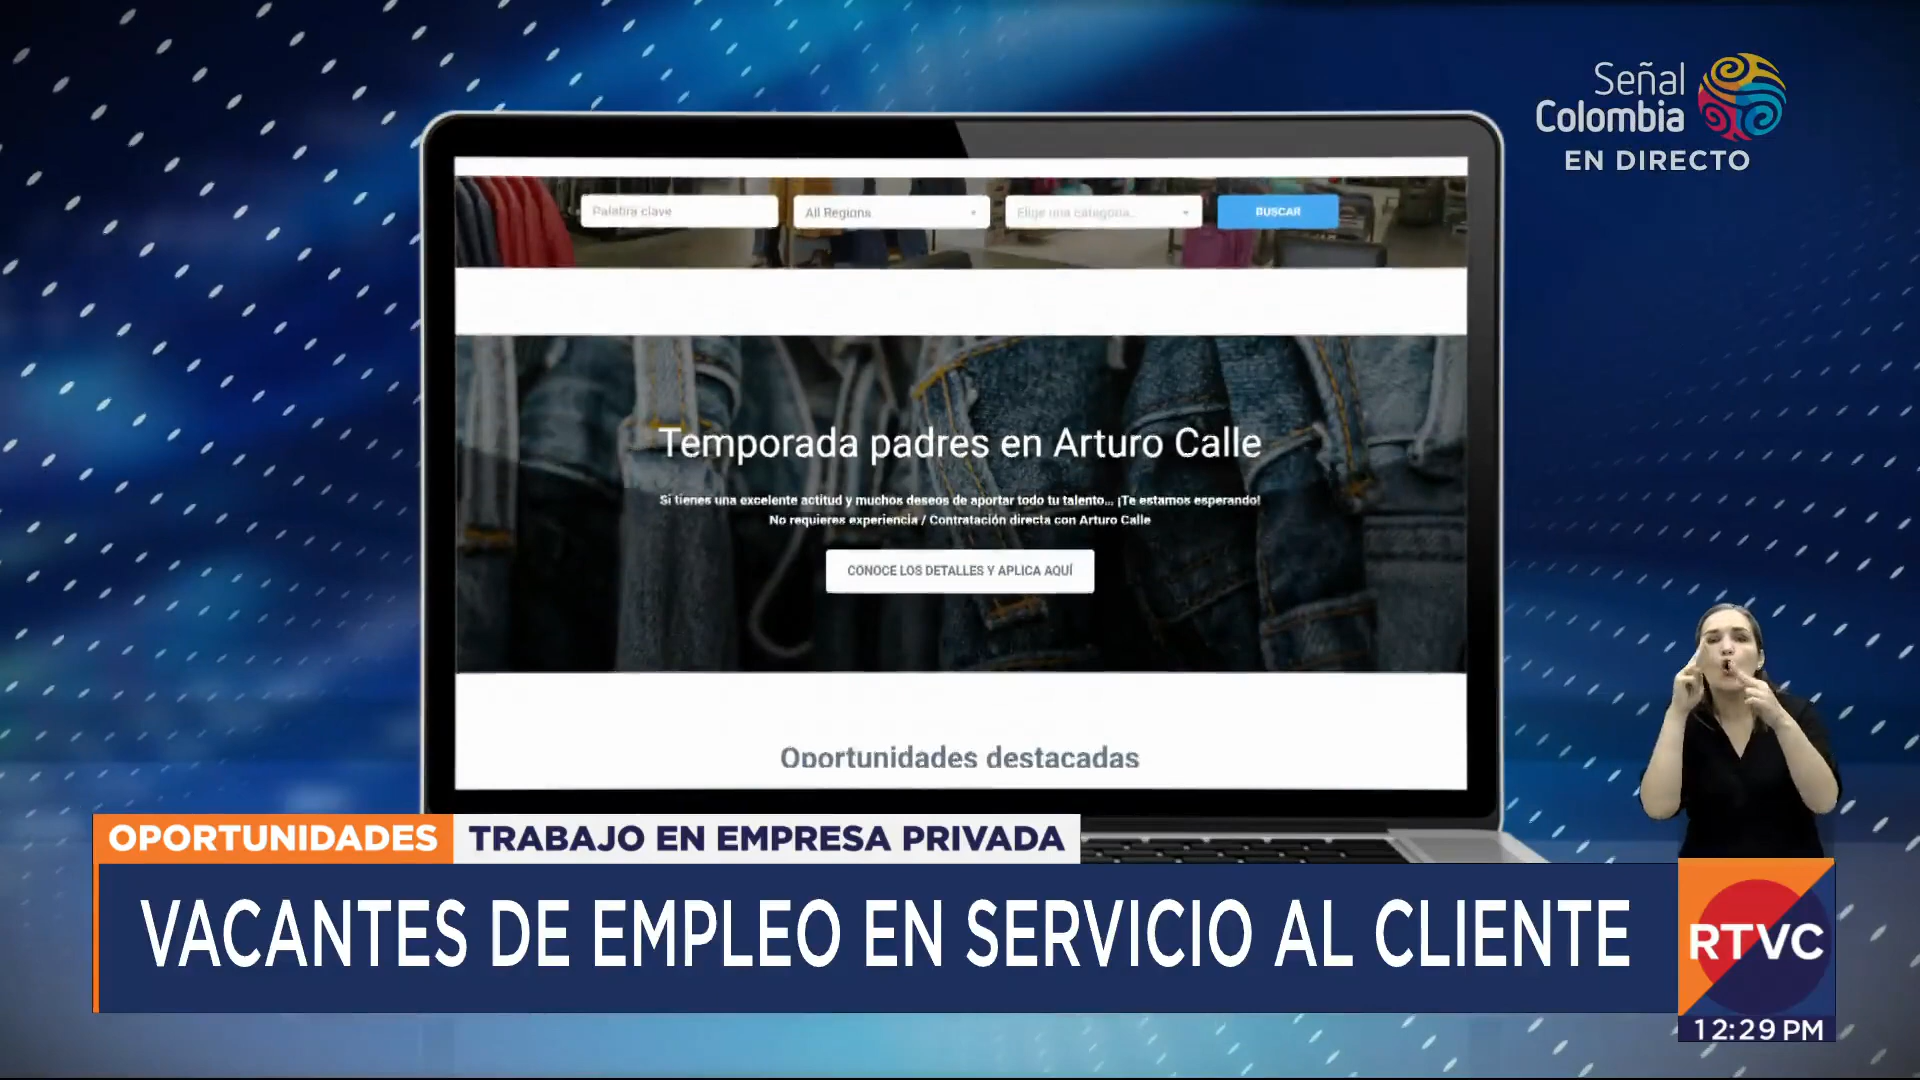 Señal
Colombia
EN DIRECTO
Palabra clave
All Regions
Elige una categoría...
BUSCAR
Temporada padres en Arturo Calle
Si tienes una excelente actitud y muchos deseos de aportar todo tu talento... ¡Te estamos esperando!
No requieres experiencia / Contratación directa con Arturo Calle
CONOCE LOS DETALLES Y APLICA AQUÍ
Oportunidades destacadas
OPORTUNIDADES
TRABAJO EN EMPRESA PRIVADA
VACANTES DE EMPLEO EN SERVICIO AL CLIENTE
RTVC
12:29 PM